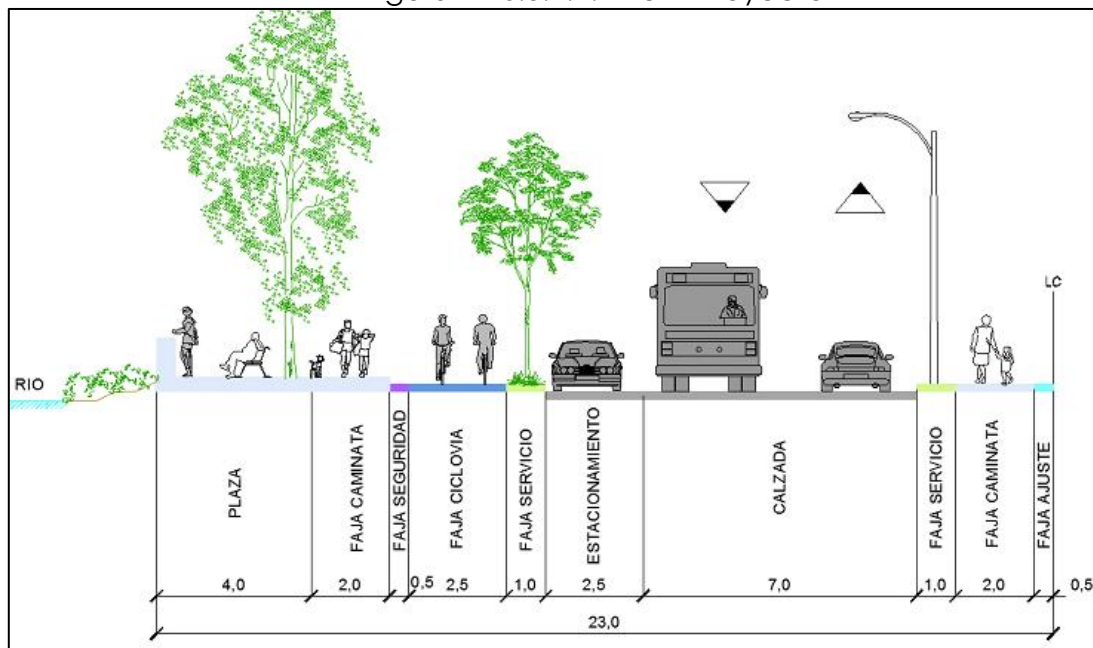 RIO
LC
PLAZA
FAJA CAMINATA
FAJA SEGURIDAD
FAJA CICLOVIA
FAJA SERVICIO
ESTACIONAMIENTO
CALZADA
FAJA SERVICIO
FAJA CAMINATA
FAJA AJUSTE
4,0 2,0 0,5 2,5 1,0 2,5 7,0 1,0 2,0 0,5
23,0